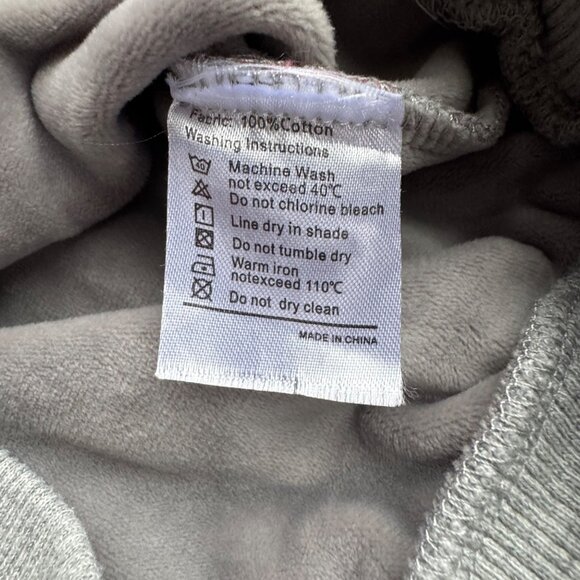 Fabric: 100%Cotton
Washing Instructions
40
Machine Wash
not exceed 40℃
Do not chlorine bleach
Line dry in shade
Do not tumble dry
Warm iron
notexceed 110℃
Do not dry clean
MADE IN CHINA